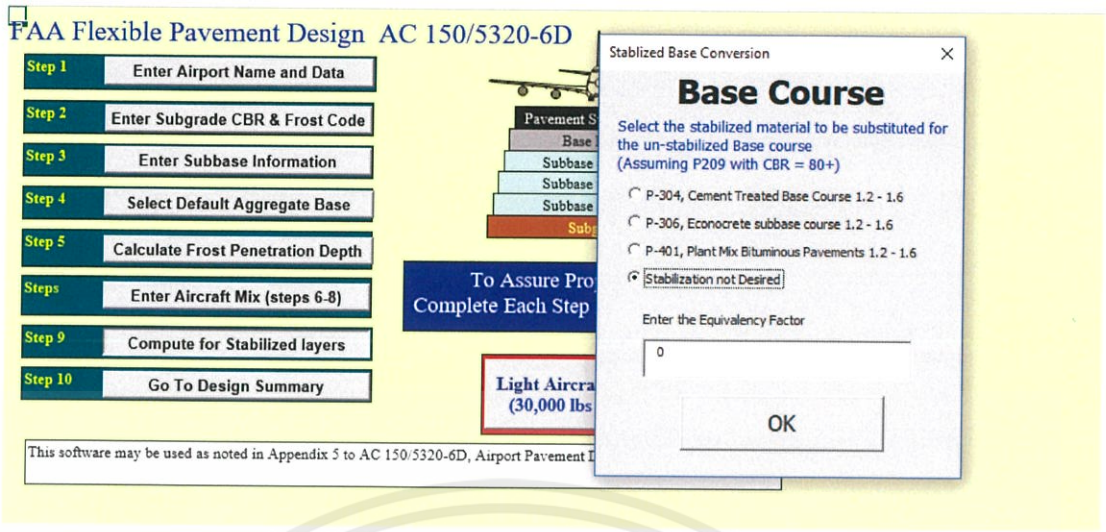 FAA Flexible Pavement Design AC 150/5320-6D
Step 1
Enter Airport Name and Data
Step 2
Enter Subgrade CBR & Frost Code
Step 3
Enter Subbase Information
Step 4
Select Default Aggregate Base
Step 5
Calculate Frost Penetration Depth
Steps
Enter Aircraft Mix (steps 6-8)
Step 9
Compute for Stabilized layers
Step 10
Go To Design Summary
Pavement S
Base
Subbase
Subbase
Subbase
Subg
To Assure Pro
Complete Each Step
Light Aircra
(30,000 lbs
This software may be used as noted in Appendix 5 to AC 150/5320-6D, Airport Pavement
Stablized Base Conversion
Base Course
Select the stabilized material to be substituted for
the un-stabilized Base course
(Assuming P209 with CBR = 80+)
P-304, Cement Treated Base Course 1.2 - 1.6
P-306, Econocrete subbase course 1.2 - 1.6
P-401, Plant Mix Bituminous Pavements 1.2 - 1.6
Stabilization not Desired
Enter the Equivalency Factor
0
OK